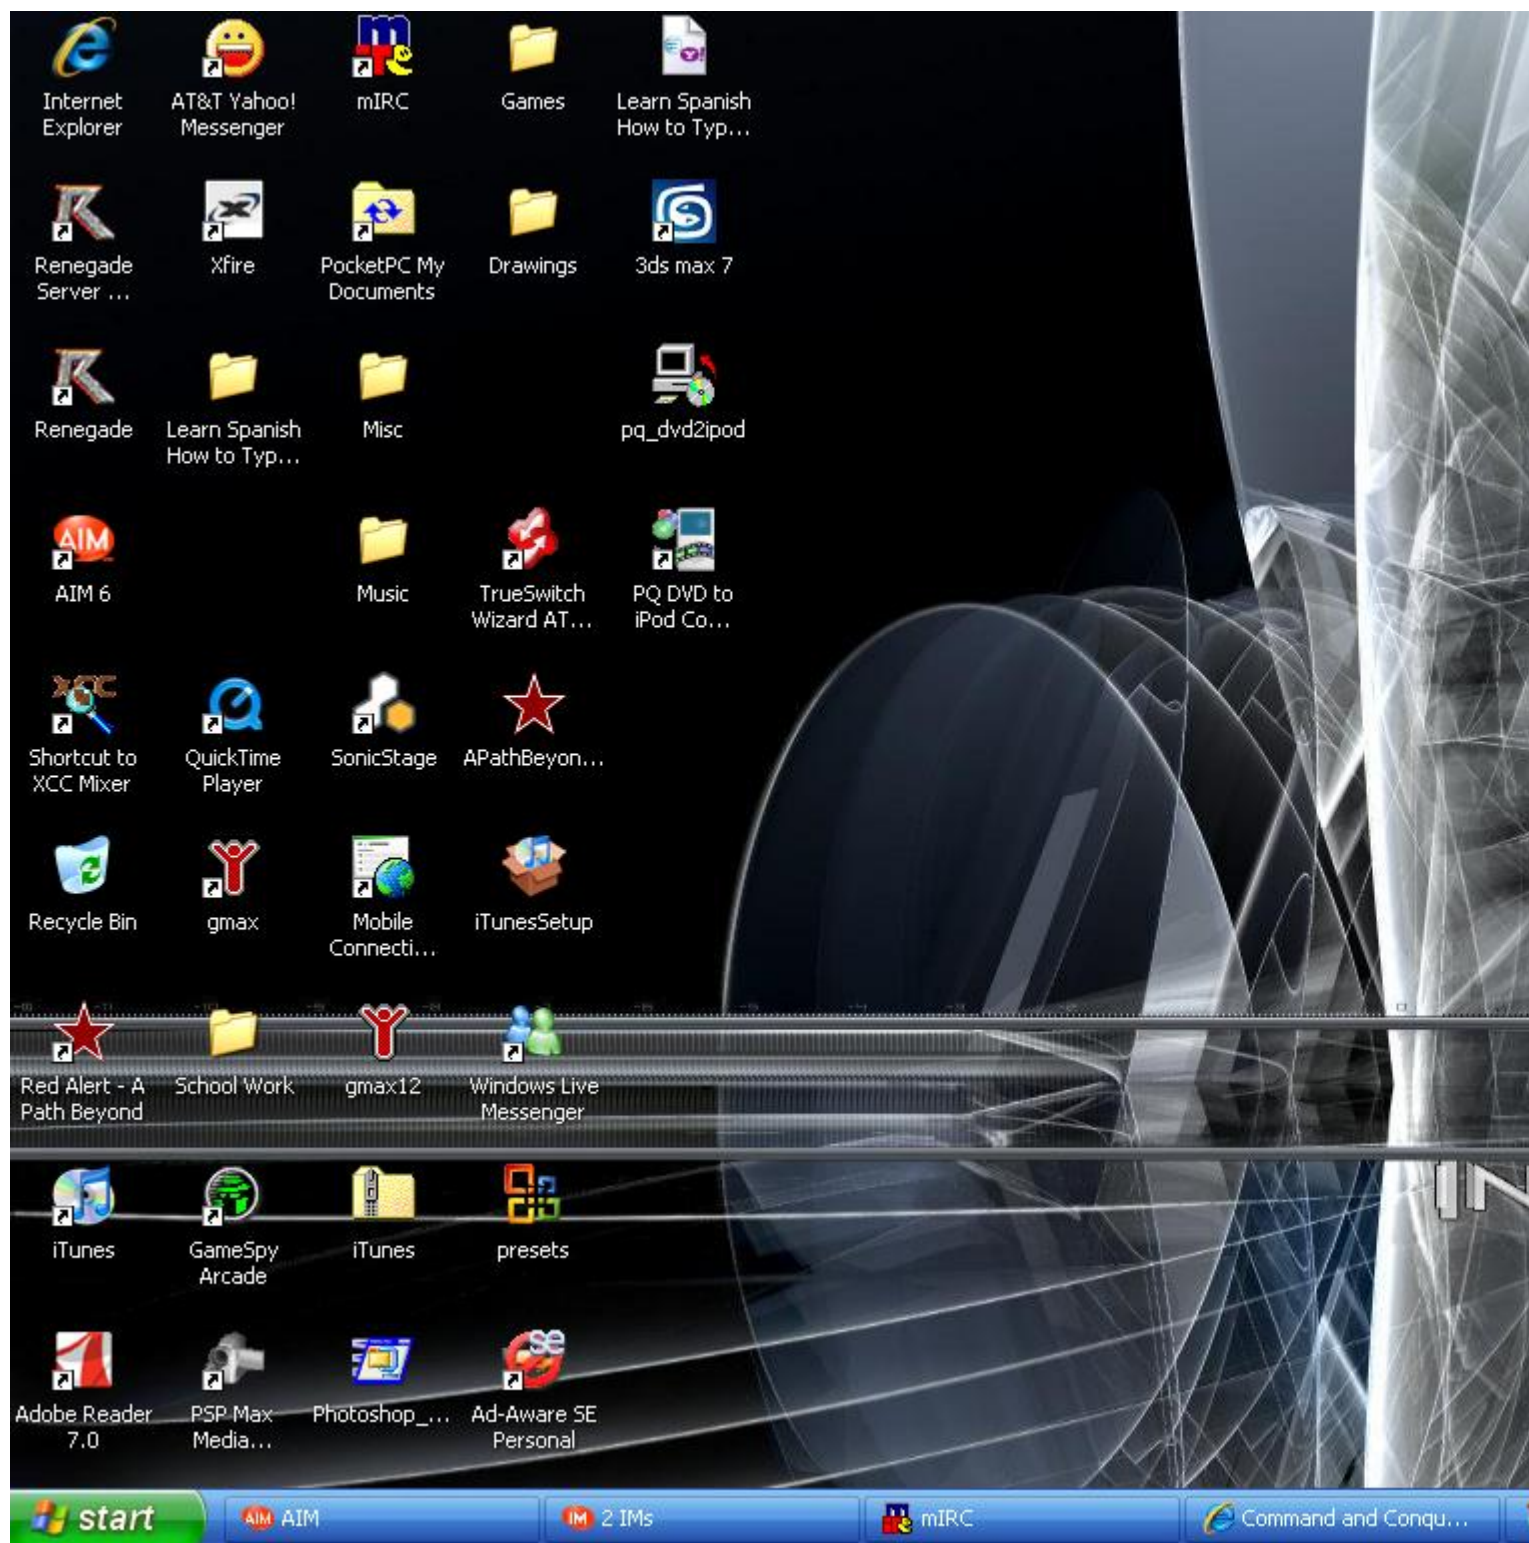 Internet
Explorer
AT&T Yahoo!
Messenger
mIRC
Games
Learn Spanish
How to Typ...
Renegade
Server ...
Xfire
PocketPC My
Documents
Drawings
3ds max 7
Renegade
Learn Spanish
How to Typ...
Misc
pq_dvd2ipod
AIM
AIM 6
Music
TrueSwitch
Wizard AT...
PQ DVD to
iPod Co...
XCC
Shortcut to
XCC Mixer
QuickTime
Player
SonicStage
APathBeyon...
Recycle Bin
gmax
Mobile
Connecti...
iTunesSetup
Red Alert - A
Path Beyond
School Work
gmax12
Windows Live
Messenger
iTunes
GameSpy
Arcade
iTunes
presets
Adobe Reader
7.0
PSP Max
Media...
Photoshop_...
se
Ad-Aware SE
Personal
start
AIM AIM
IM 2 IMs
mIRC
Command and Conqu...